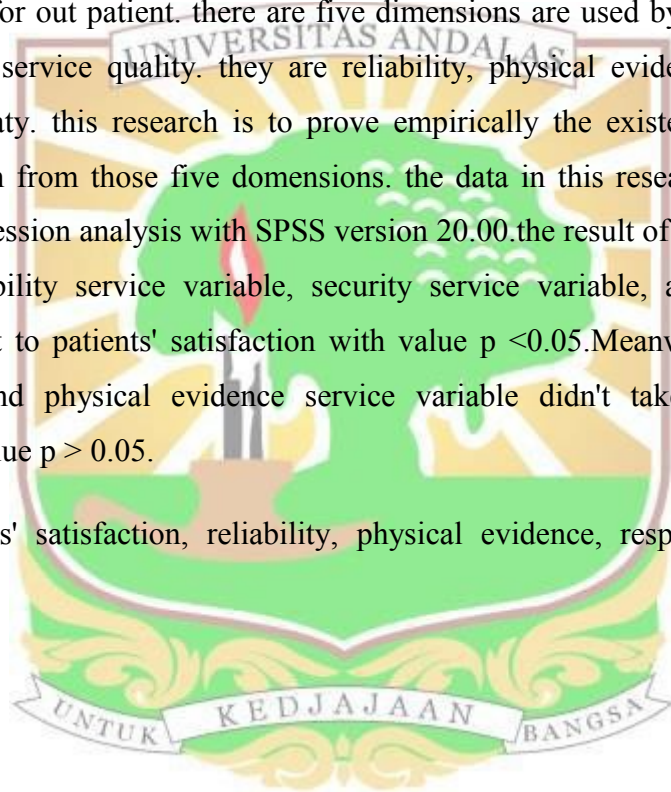 for out patient. there are five dimensions are used by
UNIVERSITAS ANDALAS
service quality. they are reliability, physical evide
aty. this research is to prove empirically the existe
from those five domensions. the data in this resea
ession analysis with SPSS version 20.00.the result of
bility service variable, security service variable, a
t to patients' satisfaction with value p <0.05.Meanw
nd physical evidence service variable didn't take
ue p > 0.05.
s' satisfaction, reliability, physical evidence, resp
UNTUK KEDJAJAAN BANGSA